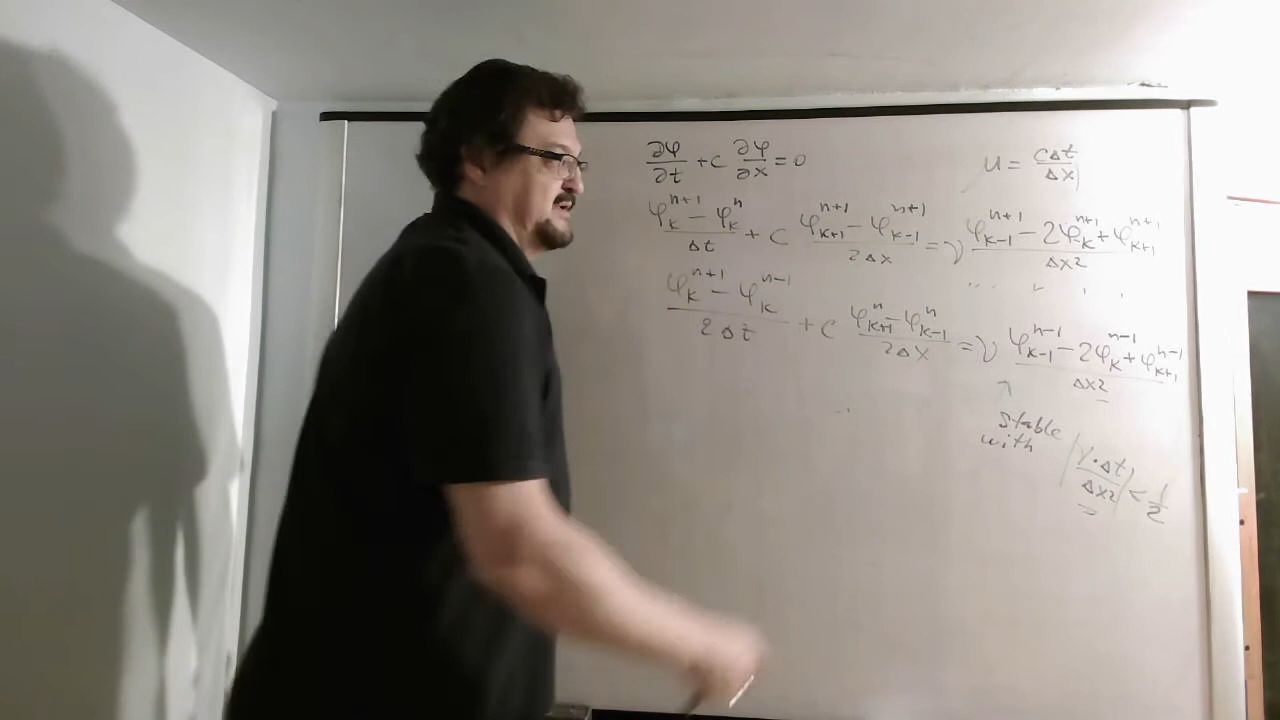 ∂φ/∂t + c ∂φ/∂x = 0
u = cΔt/Δx
(φ_k^{n+1} − φ_k^n)/Δt + c (φ_{k+1}^{n+1} − φ_{k−1}^{n+1})/2Δx = ν (φ_{k−1}^{n+1} − 2φ_k^{n+1} + φ_{k+1}^{n+1})/Δx²
(φ_k^{n+1} − φ_k^{n−1})/2Δt + c (φ_{k+1}^n − φ_{k−1}^n)/2Δx = ν (φ_{k−1}^{n−1} − 2φ_k^{n−1} + φ_{k+1}^{n−1})/Δx²
↑
stable
with |ν·Δt/Δx²| < 1/2